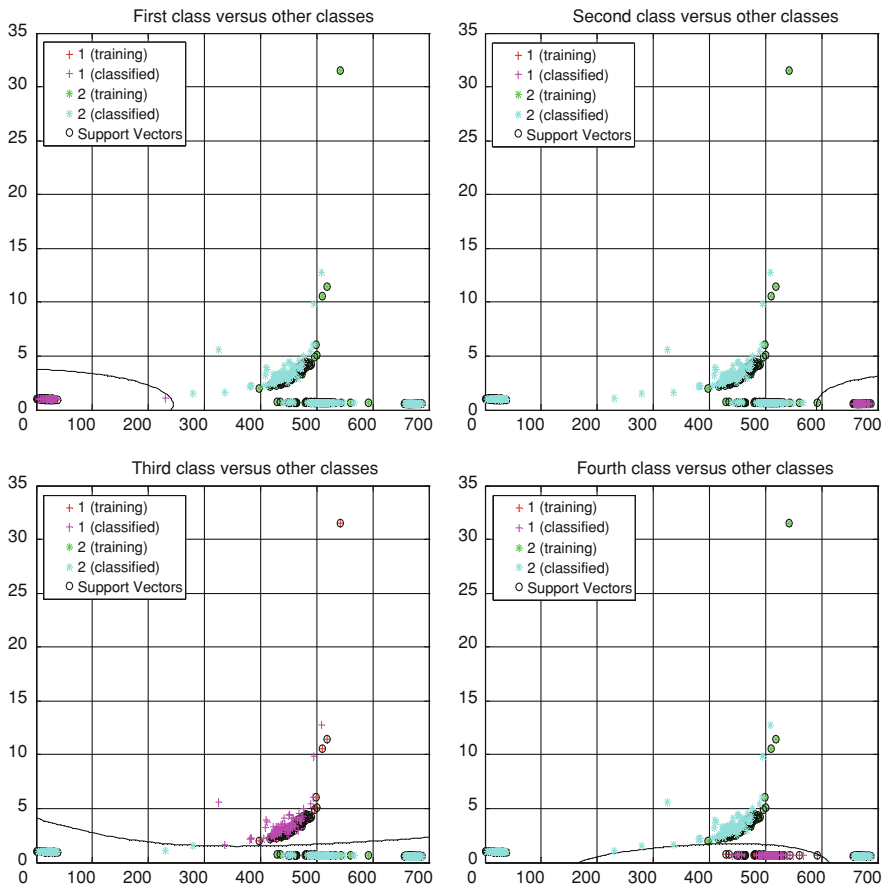 First class versus other classes
35
30
25
20
15
10
5
0
+ 1 (training)
+ 1 (classified)
* 2 (training)
* 2 (classified)
o Support Vectors
0 100 200 300 400 500 600 700
Second class versus other classes
35
30
25
20
15
10
5
0
+ 1 (training)
+ 1 (classified)
* 2 (training)
* 2 (classified)
o Support Vectors
0 100 200 300 400 500 600 700
Third class versus other classes
35
30
25
20
15
10
5
0
+ 1 (training)
+ 1 (classified)
* 2 (training)
* 2 (classified)
o Support Vectors
0 100 200 300 400 500 600 700
Fourth class versus other classes
35
30
25
20
15
10
5
0
+ 1 (training)
+ 1 (classified)
* 2 (training)
* 2 (classified)
o Support Vectors
0 100 200 300 400 500 600 700